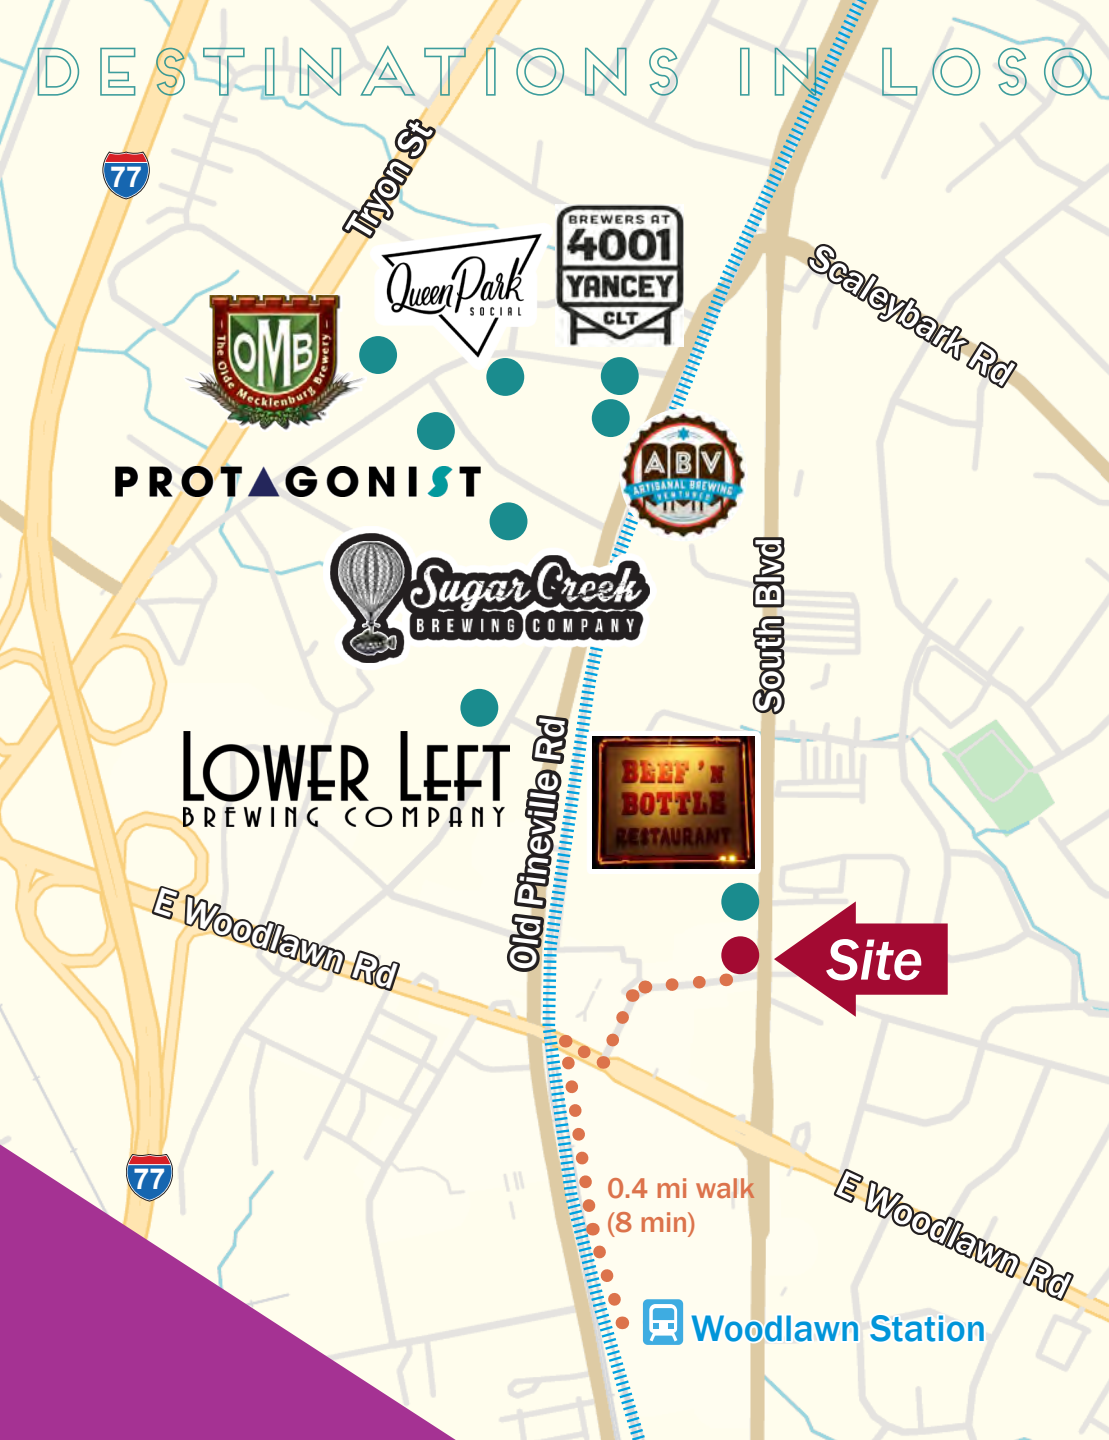 DESTINATIONS IN LOSO
77
Tryon St
BREWERS AT
4001
YANCEY
CLT
Queen Park
SOCIAL
Scaleybark Rd
OMB
The Olde Mecklenburg Brewery
ABV
ARTISANAL BREWING
VENTURES
PROTAGONIST
Sugar Creek
BREWING COMPANY
South Blvd
LOWER LEFT
BREWING COMPANY
Old Pineville Rd
BEEF 'N
BOTTLE
RESTAURANT
E Woodlawn Rd
Site
77
0.4 mi walk
(8 min)
E Woodlawn Rd
Woodlawn Station